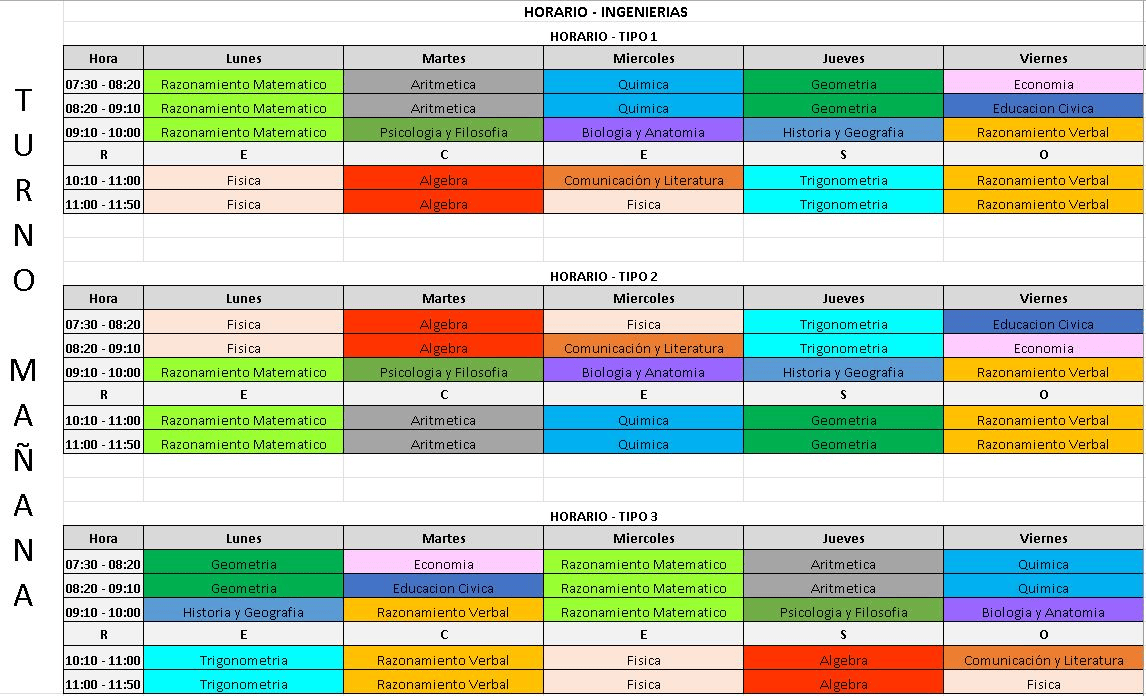 TURNO MAÑANA
HORARIO - INGENIERIAS
HORARIO - TIPO 1
Hora Lunes Martes Miercoles Jueves Viernes
07:30 - 08:20 Razonamiento Matematico Aritmetica Quimica Geometria Economia
08:20 - 09:10 Razonamiento Matematico Aritmetica Quimica Geometria Educacion Civica
09:10 - 10:00 Razonamiento Matematico Psicologia y Filosofia Biologia y Anatomia Historia y Geografia Razonamiento Verbal
R E C E S O
10:10 - 11:00 Fisica Algebra Comunicación y Literatura Trigonometria Razonamiento Verbal
11:00 - 11:50 Fisica Algebra Fisica Trigonometria Razonamiento Verbal
HORARIO - TIPO 2
Hora Lunes Martes Miercoles Jueves Viernes
07:30 - 08:20 Fisica Algebra Fisica Trigonometria Educacion Civica
08:20 - 09:10 Fisica Algebra Comunicación y Literatura Trigonometria Economia
09:10 - 10:00 Razonamiento Matematico Psicologia y Filosofia Biologia y Anatomia Historia y Geografia Razonamiento Verbal
R E C E S O
10:10 - 11:00 Razonamiento Matematico Aritmetica Quimica Geometria Razonamiento Verbal
11:00 - 11:50 Razonamiento Matematico Aritmetica Quimica Geometria Razonamiento Verbal
HORARIO - TIPO 3
Hora Lunes Martes Miercoles Jueves Viernes
07:30 - 08:20 Geometria Economia Razonamiento Matematico Aritmetica Quimica
08:20 - 09:10 Geometria Educacion Civica Razonamiento Matematico Aritmetica Quimica
09:10 - 10:00 Historia y Geografia Razonamiento Verbal Razonamiento Matematico Psicologia y Filosofia Biologia y Anatomia
R E C E S O
10:10 - 11:00 Trigonometria Razonamiento Verbal Fisica Algebra Comunicación y Literatura
11:00 - 11:50 Trigonometria Razonamiento Verbal Fisica Algebra Fisica